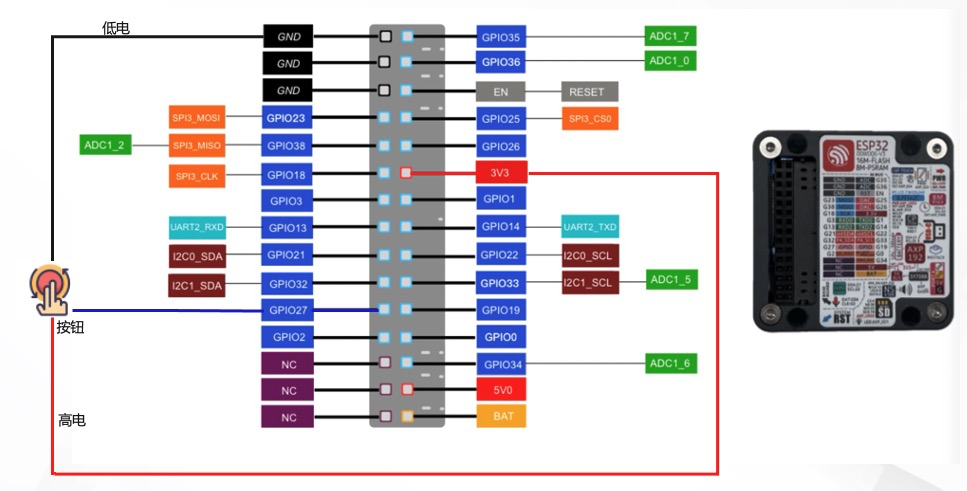 低电
GND GPIO35 ADC1_7
GND GPIO36 ADC1_0
GND EN RESET
SPI3_MOSI GPIO23 GPIO25 SPI3_CS0
ADC1_2 SPI3_MISO GPIO38 GPIO26
SPI3_CLK GPIO18 3V3
GPIO3 GPIO1
UART2_RXD GPIO13 GPIO14 UART2_TXD
I2C0_SDA GPIO21 GPIO22 I2C0_SCL
I2C1_SDA GPIO32 GPIO33 I2C1_SCL ADC1_5
按钮 GPIO27 GPIO19
GPIO2 GPIO0
NC GPIO34 ADC1_6
NC 5V0
高电 NC BAT
ESP32
16M-FLASH
8M-PSRAM
AXP
192
RST
SD